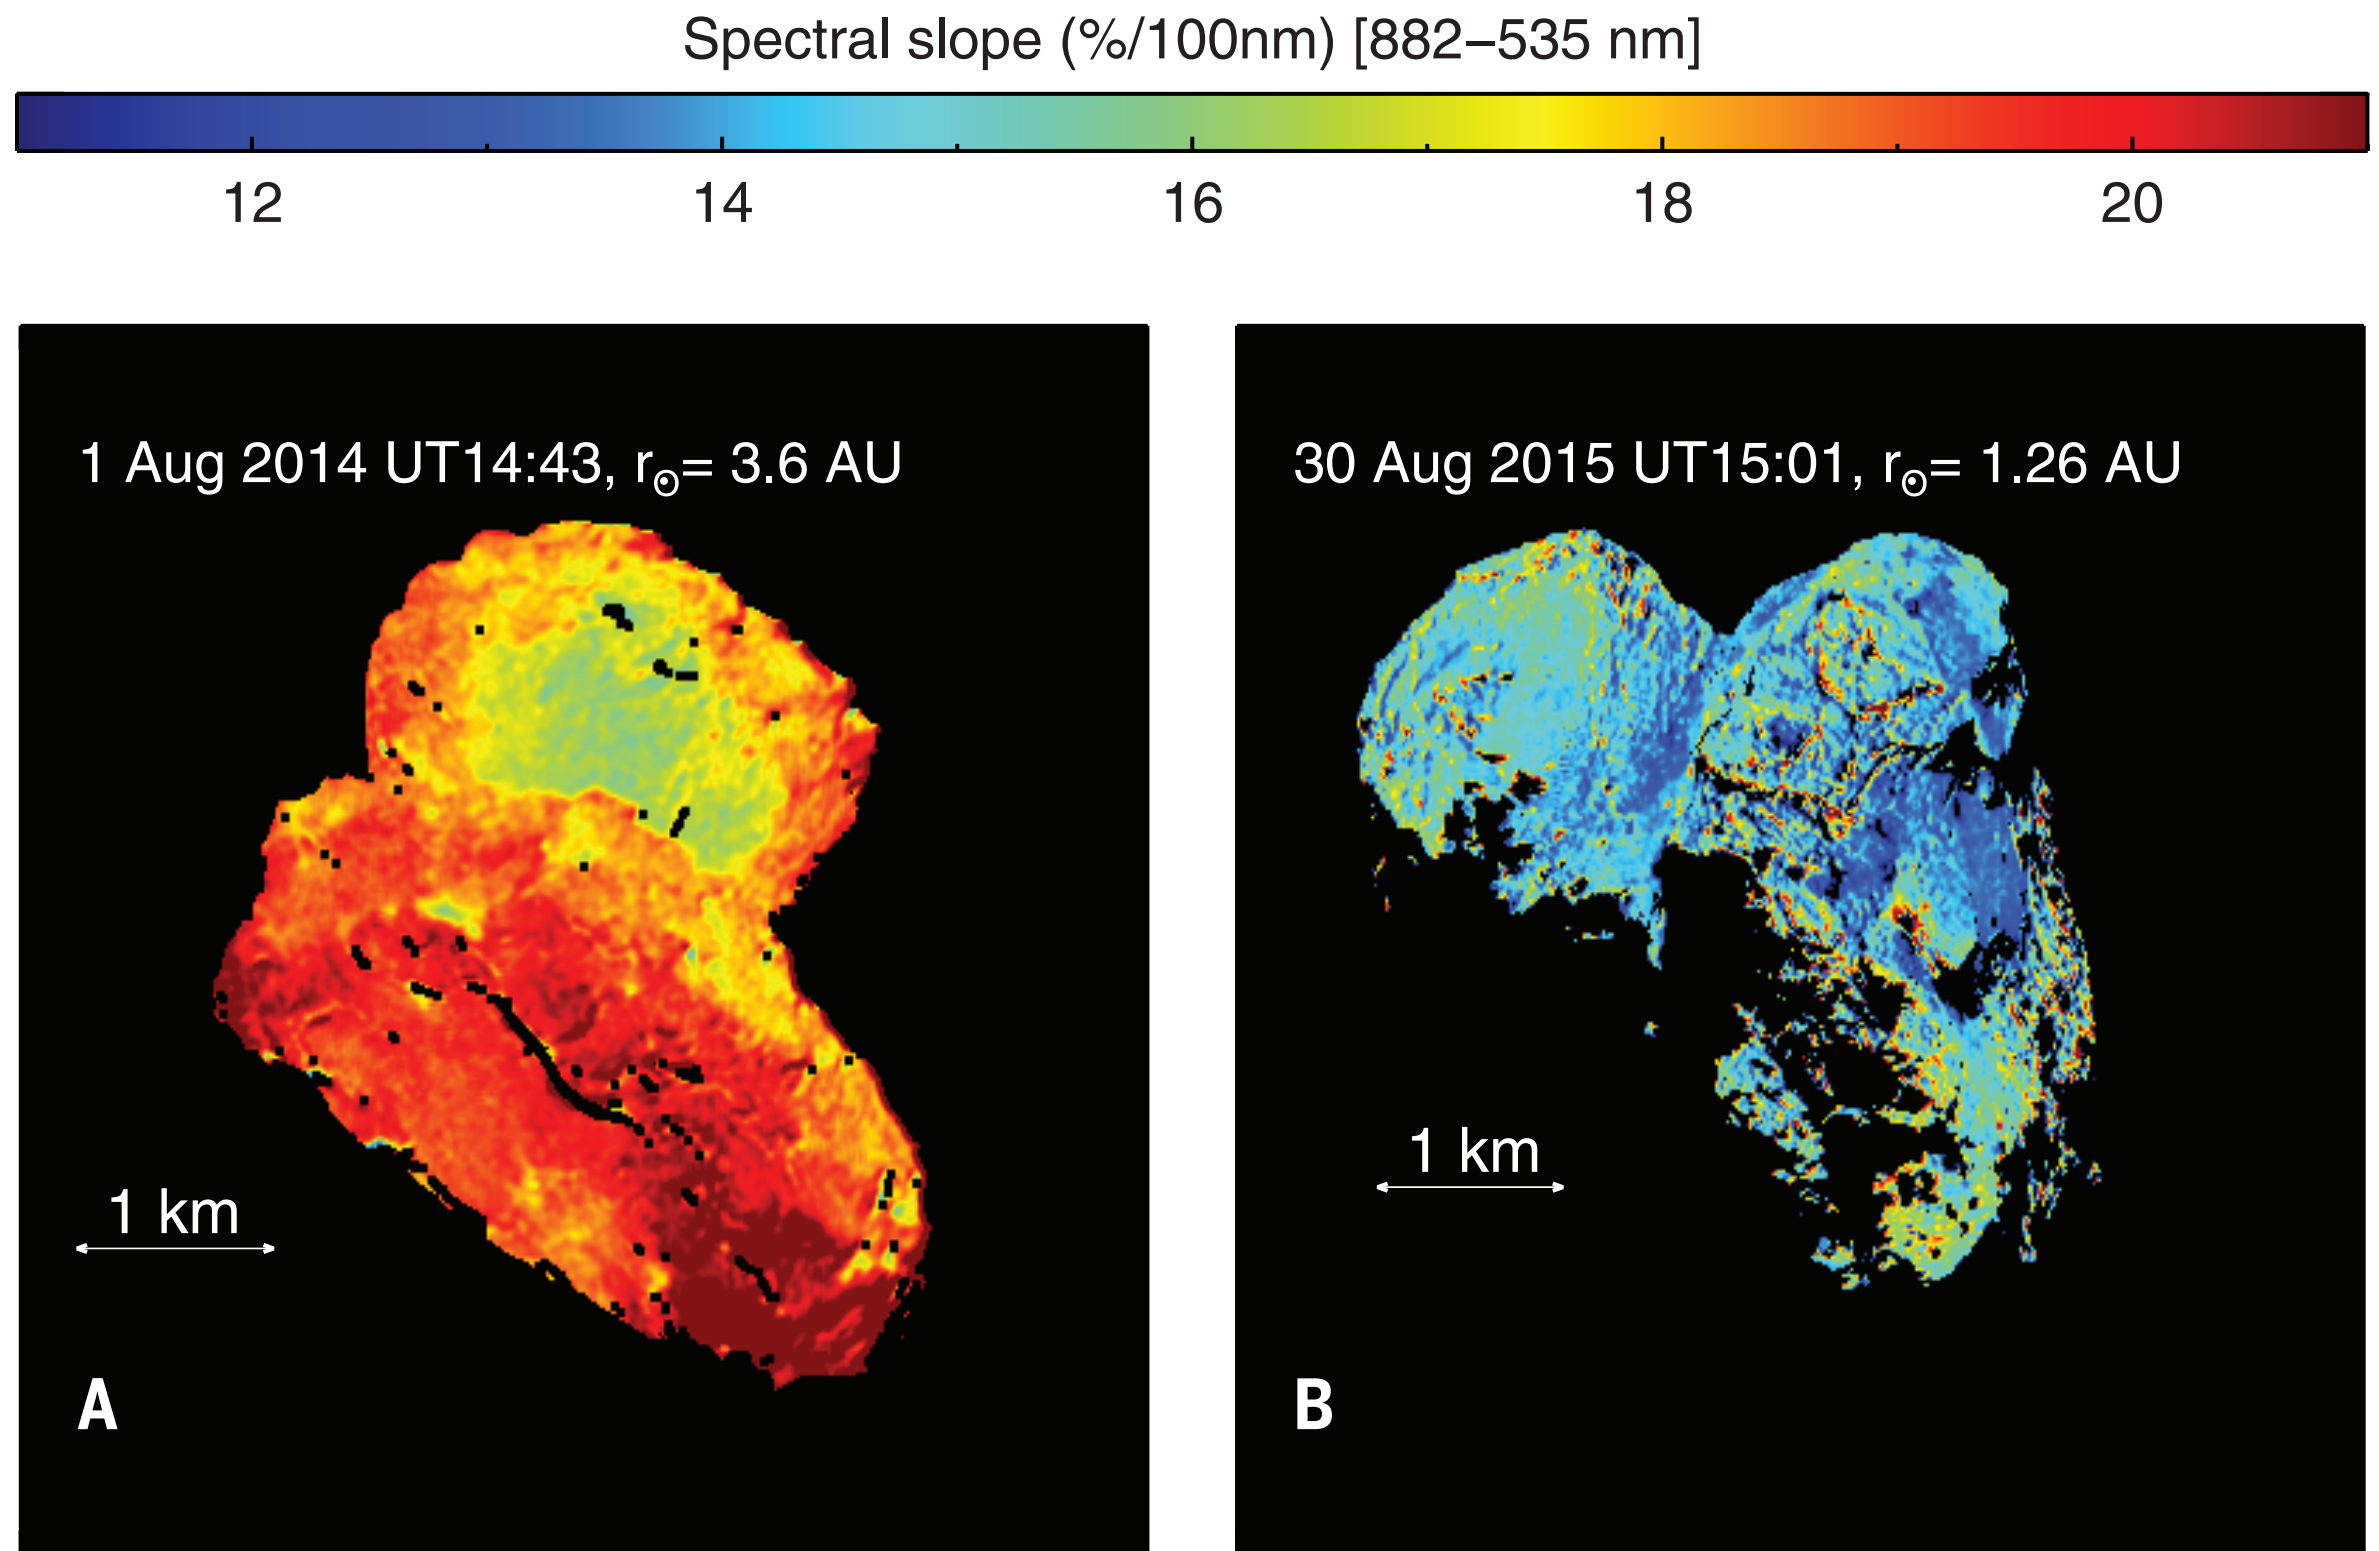 Spectral slope (%/100nm) [882–535 nm]
12 14 16 18 20
1 Aug 2014 UT14:43, r☉= 3.6 AU
1 km
A
30 Aug 2015 UT15:01, r☉= 1.26 AU
1 km
B